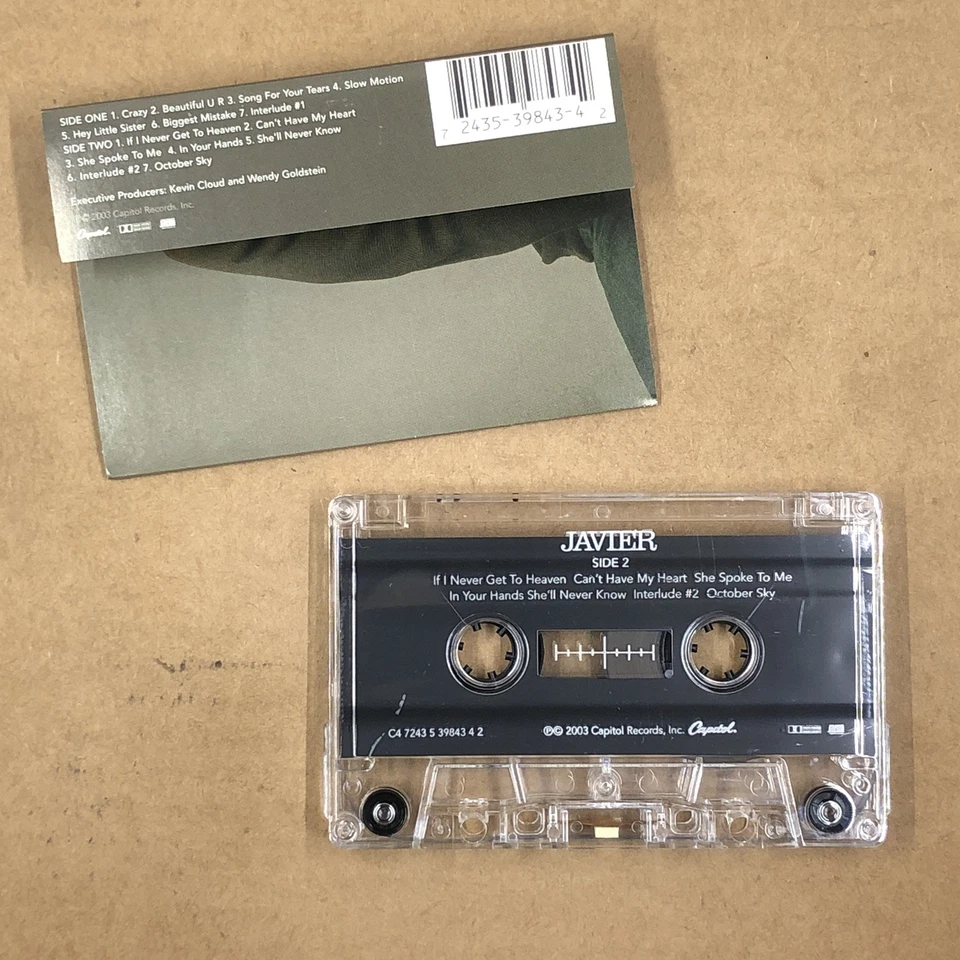 SIDE ONE 1. Crazy 2. Beautiful U R 3. Song For Your Tears 4. Slow Motion
5. Hey Little Sister 6. Biggest Mistake 7. Interlude #1
SIDE TWO 1. If I Never Get To Heaven 2. Can't Have My Heart
3. She Spoke To Me 4. In Your Hands 5. She'll Never Know
6. Interlude #2 7. October Sky
Executive Producers: Kevin Cloud and Wendy Goldstein
℗© 2003 Capitol Records, Inc.
Capitol.
7 2435-39843-4 2
JAVIER
SIDE 2
If I Never Get To Heaven Can't Have My Heart She Spoke To Me
In Your Hands She'll Never Know Interlude #2 October Sky
C4 7243 5 39843 4 2
℗© 2003 Capitol Records, Inc. Capitol.